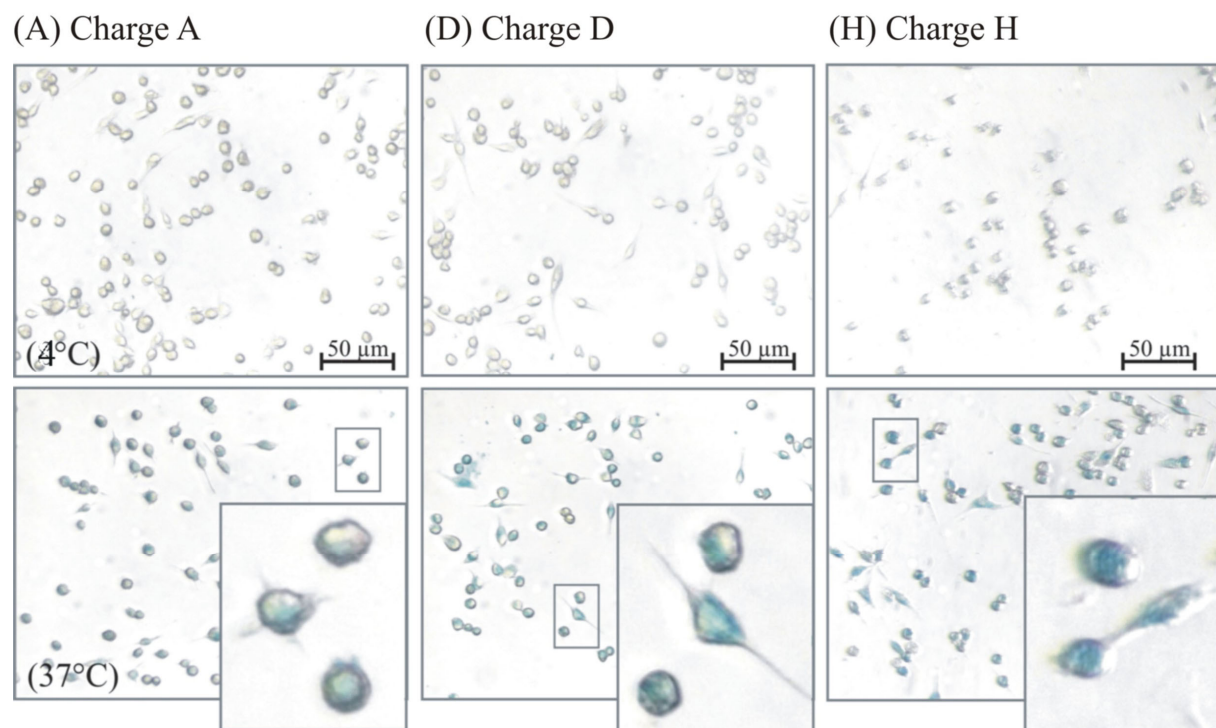 (A) Charge A
(D) Charge D
(H) Charge H
(4°C)
50 µm
50 µm
50 µm
(37°C)